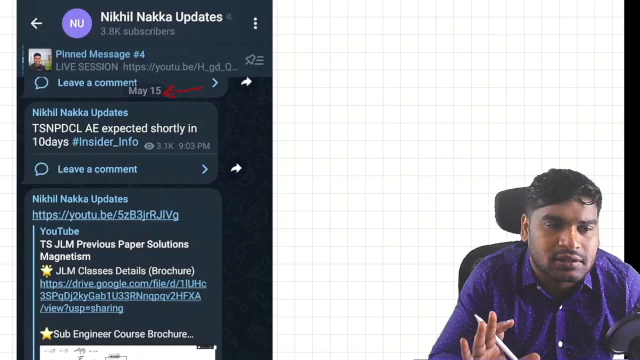 Nikhil Nakka Updates
3.8K subscribers
NU
Pinned Message #4
LIVE SESSION https://youtu.be/H_gd_Q...
Leave a comment
May 15
Nikhil Nakka Updates
TSNPDCL AE expected shortly in
10days #Insider_Info 3.1K 9:03 PM
Leave a comment
Nikhil Nakka Updates
https://youtu.be/5zB3jrRJlVg
YouTube
TS JLM Previous Paper Solutions
Magnetism
JLM Classes Details (Brochure)
https://drive.google.com/file/d/1lUHc
3SPqDj2kyGab1U33RNnqpqv2HFXA
/view?usp=sharing
Sub Engineer Course Brochure...